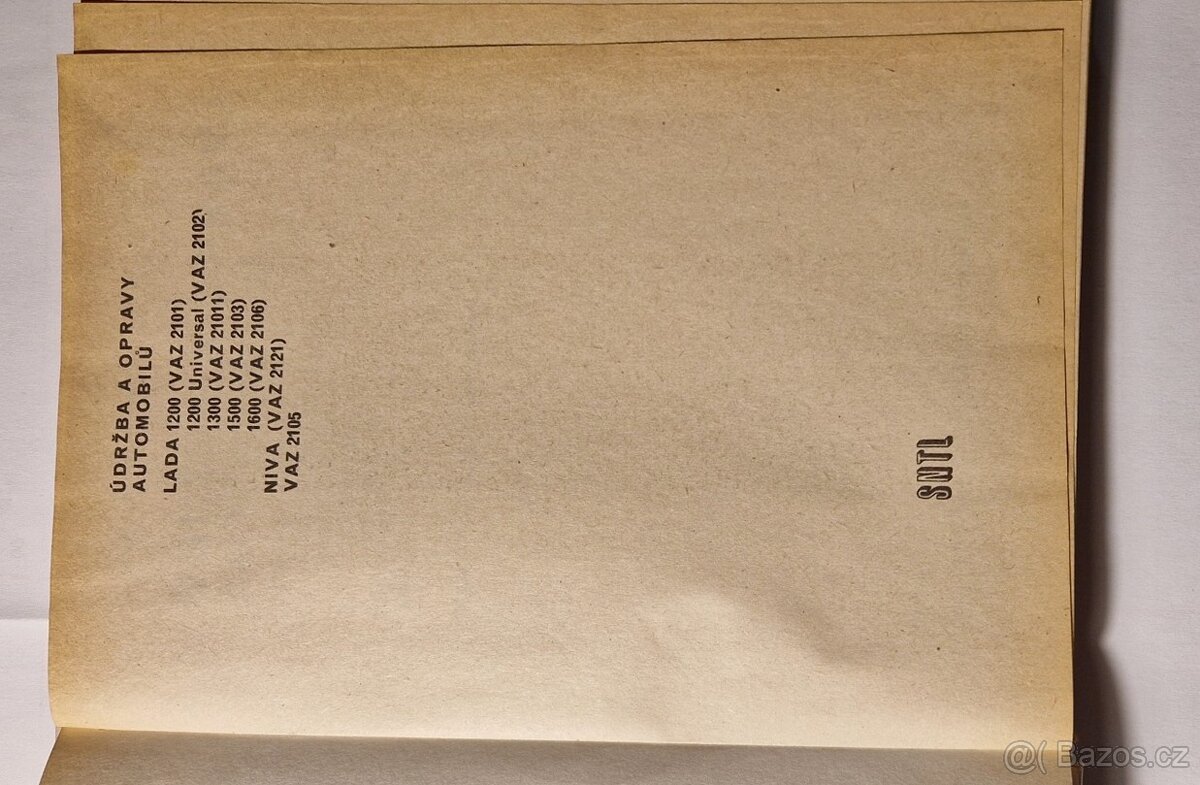 ÚDRŽBA A OPRAVY
AUTOMOBILŮ
LADA 1200 (VAZ 2101)
1200 Universal (VAZ 2102)
1300 (VAZ 21011)
1500 (VAZ 2103)
1600 (VAZ 2106)
NIVA (VAZ 2121)
VAZ 2105
SNTL
@( Bazos.cz